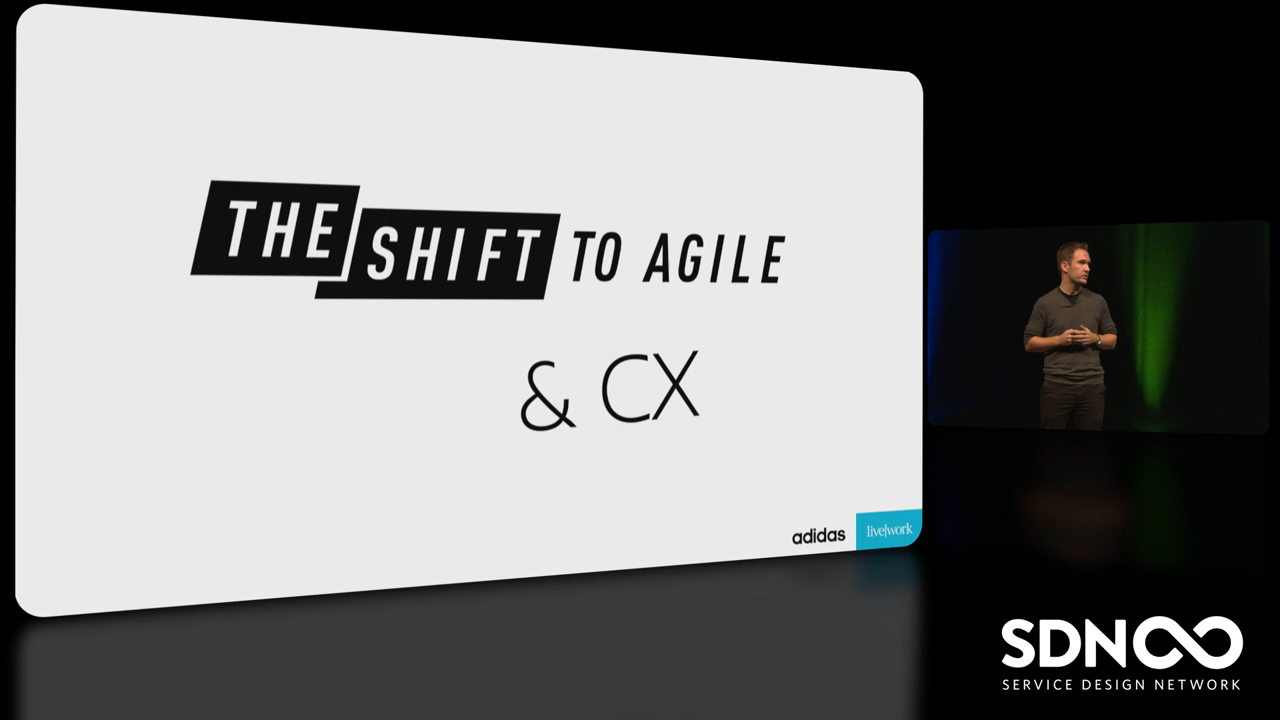 THE SHIFT TO AGILE
& CX
adidas
live|work
SDN
SERVICE DESIGN NETWORK